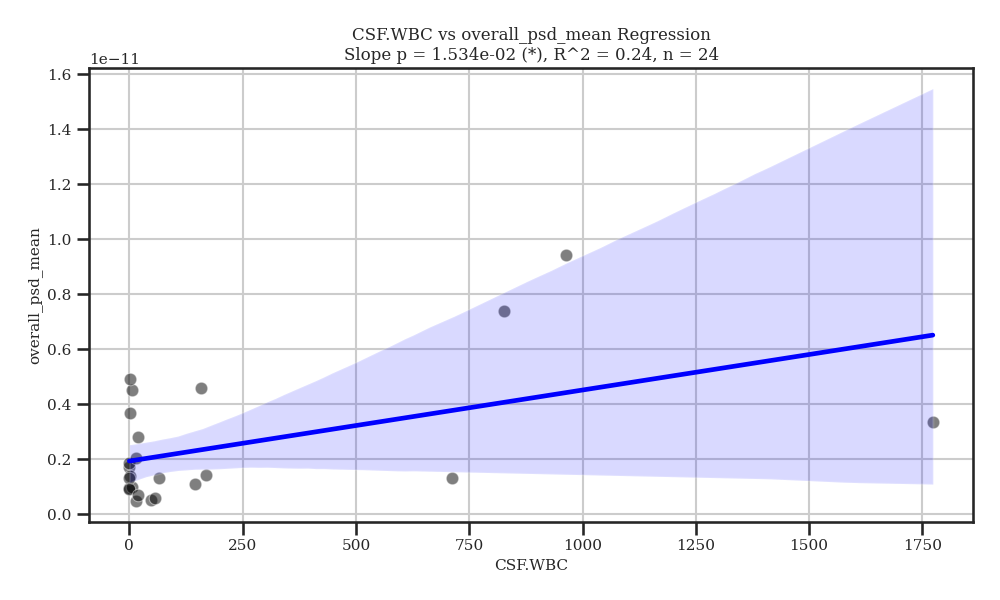 CSF.WBC vs overall_psd_mean Regression
Slope p = 1.534e-02 (*), R^2 = 0.24, n = 24
1e−11
1.6
1.4
1.2
1.0
0.8
0.6
0.4
0.2
0.0
overall_psd_mean
0 250 500 750 1000 1250 1500 1750
CSF.WBC